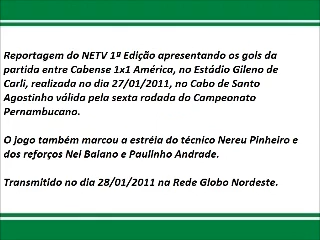 Reportagem do NETV 1ª Edição apresentando os gols da
partida entre Cabense 1x1 América, no Estádio Gileno de
Carli, realizada no dia 27/01/2011, no Cabo de Santo
Agostinho válida pela sexta rodada do Campeonato
Pernambucano.
O jogo também marcou a estréia do técnico Nereu Pinheiro e
dos reforços Nei Baiano e Paulinho Andrade.
Transmitido no dia 28/01/2011 na Rede Globo Nordeste.